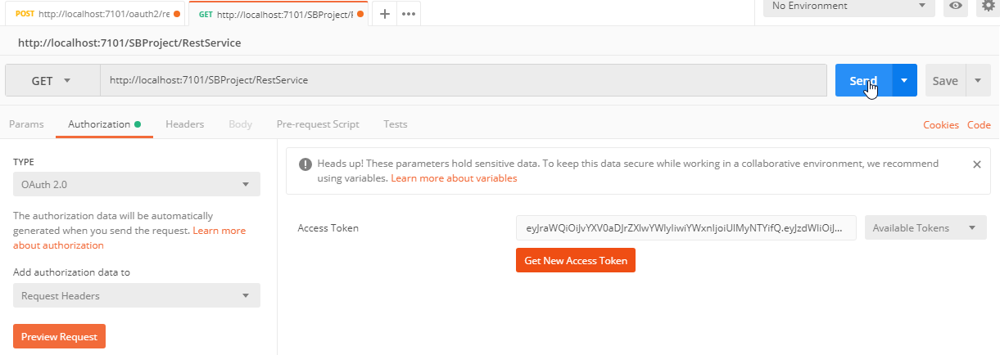 POST http://localhost:7101/oauth2/re
GET http://localhost:7101/SBProject/
No Environment
http://localhost:7101/SBProject/RestService
GET http://localhost:7101/SBProject/RestService Send Save
Params Authorization Headers Body Pre-request Script Tests Cookies Code
TYPE
OAuth 2.0
The authorization data will be automatically
generated when you send the request. Learn more
about authorization
Add authorization data to
Request Headers
Preview Request
Heads up! These parameters hold sensitive data. To keep this data secure while working in a collaborative environment, we recommend
using variables. Learn more about variables
Access Token
Available Tokens
Get New Access Token